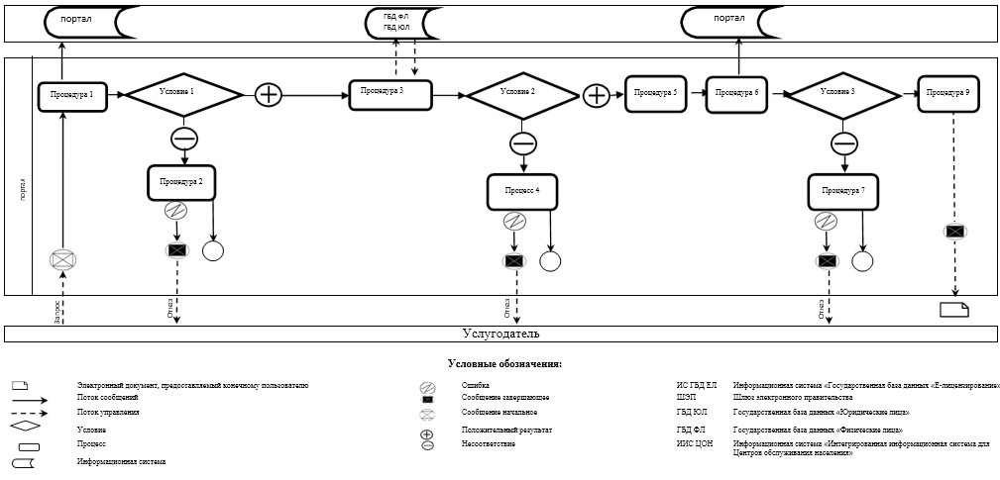 портал
ГБД ФЛ
ГБД ЮЛ
портал
портал
Процедура 1
Условие 1
Процедура 3
Условие 2
Процедура 5
Процедура 6
Условие 3
Процедура 9
Процедура 2
Процесс 4
Процедура 7
Запрос
Отказ
Отказ
Отказ
Услугодатель
Условные обозначения:
Электронный документ, предоставляемый конечному пользователю
Поток сообщений
Поток управления
Условие
Процесс
Информационная система
Ошибка
Сообщение завершающее
Сообщение начальное
Положительный результат
Несоответствие
ИС ГБД ЕЛ Информационная система «Государственная база данных «Е-лицензирование»
ШЭП Шлюз электронного правительства
ГБД ЮЛ Государственная база данных «Юридические лица»
ГБД ФЛ Государственная база данных «Физические лица»
ИИС ЦОН Информационная система «Интегрированная информационная система для
Центров обслуживания населения»